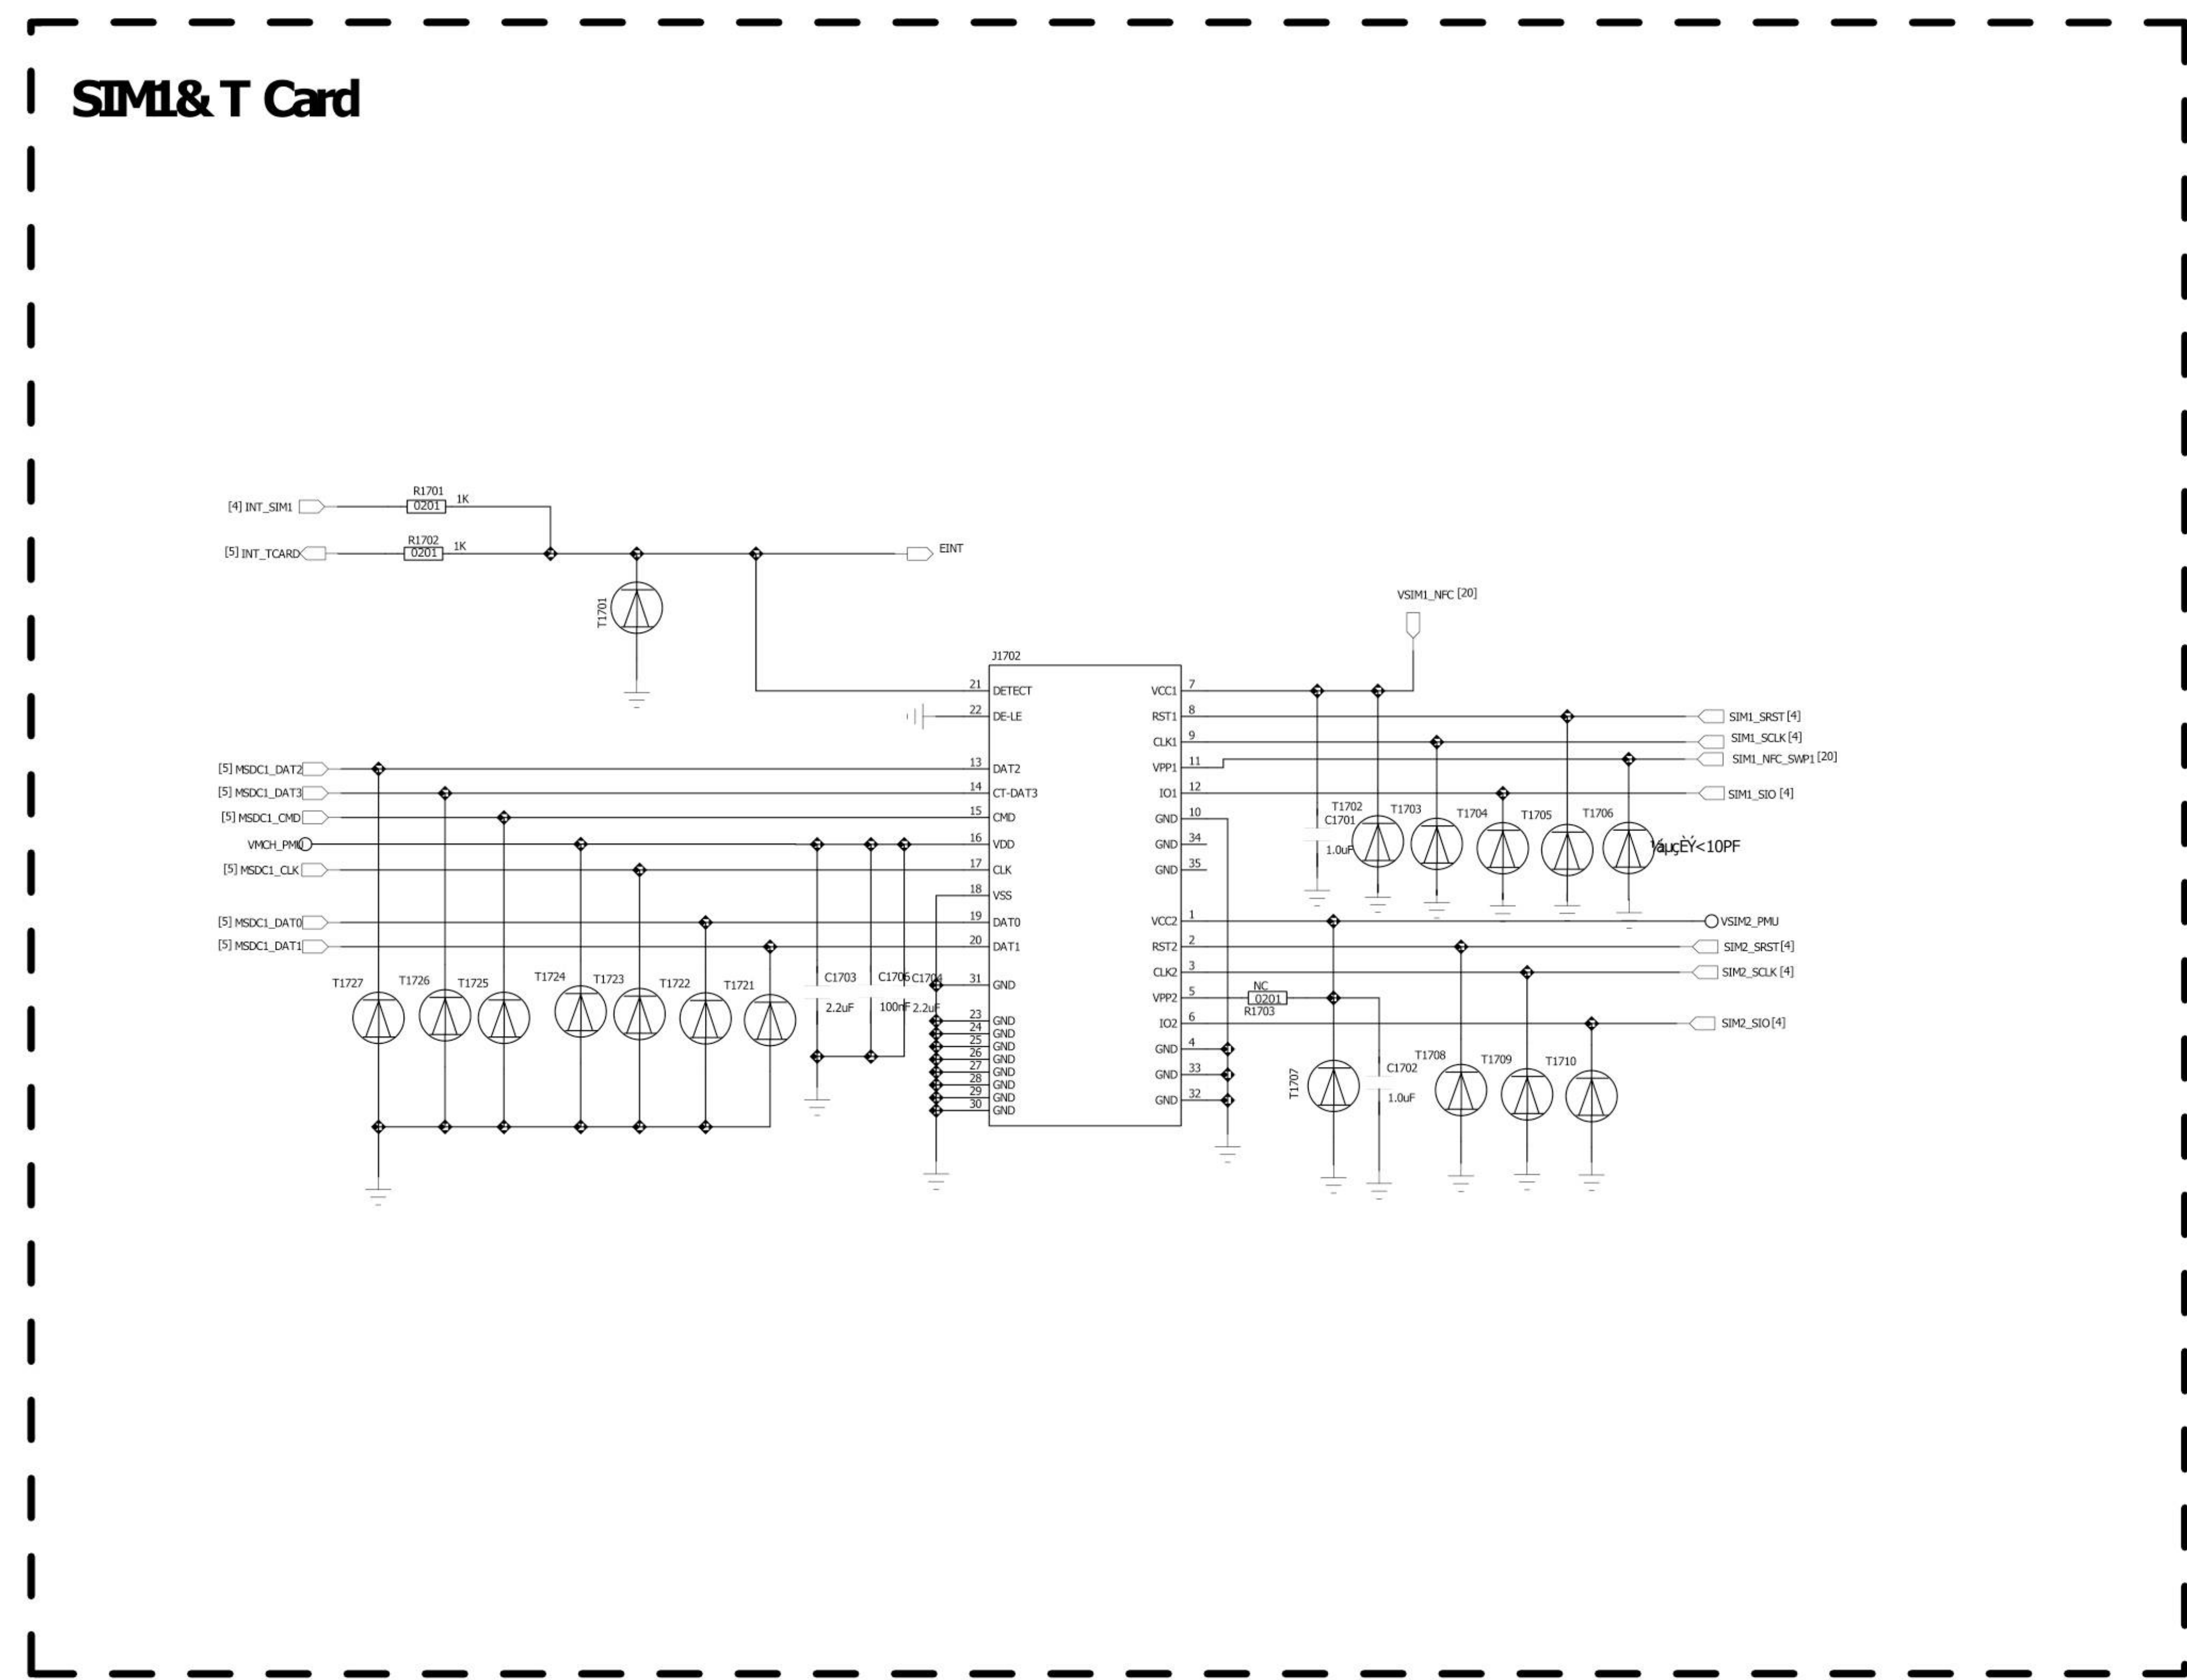 SIM1& T Card
R1701
[4] INT_SIM1 0201 1K
R1702
[5] INT_TCARD 0201 1K EINT
T1701
VSIM1_NFC [20]
J1702
21 DETECT VCC1 7
22 DE-LE RST1 8 SIM1_SRST [4]
CLK1 9 SIM1_SCLK [4]
SIM1_NFC_SWP1 [20]
[5] MSDC1_DAT2 13 DAT2 VPP1 11
[5] MSDC1_DAT3 14 CT-DAT3 IO1 12 SIM1_SIO [4]
T1702 T1703 T1704 T1705 T1706
[5] MSDC1_CMD 15 CMD GND 10 C1701
VMCH_PMU 16 VDD GND 34 1.0uF ½áµçÈÝ<10PF
[5] MSDC1_CLK 17 CLK GND 35
18 VSS
[5] MSDC1_DAT0 19 DAT0 VCC2 1 VSIM2_PMU
[5] MSDC1_DAT1 20 DAT1 RST2 2 SIM2_SRST [4]
CLK2 3 SIM2_SCLK [4]
T1727 T1726 T1725 T1724 T1723 T1722 T1721 C1703 C1706 C1704 31 GND
NC
VPP2 5 0201
R1703
2.2uF 100nF 2.2uF
23 GND IO2 6 SIM2_SIO [4]
24 GND
25 GND GND 4
26 GND
27 GND GND 33
28 GND
29 GND GND 32
30 GND
T1707 C1702 T1708 T1709 T1710
1.0uF